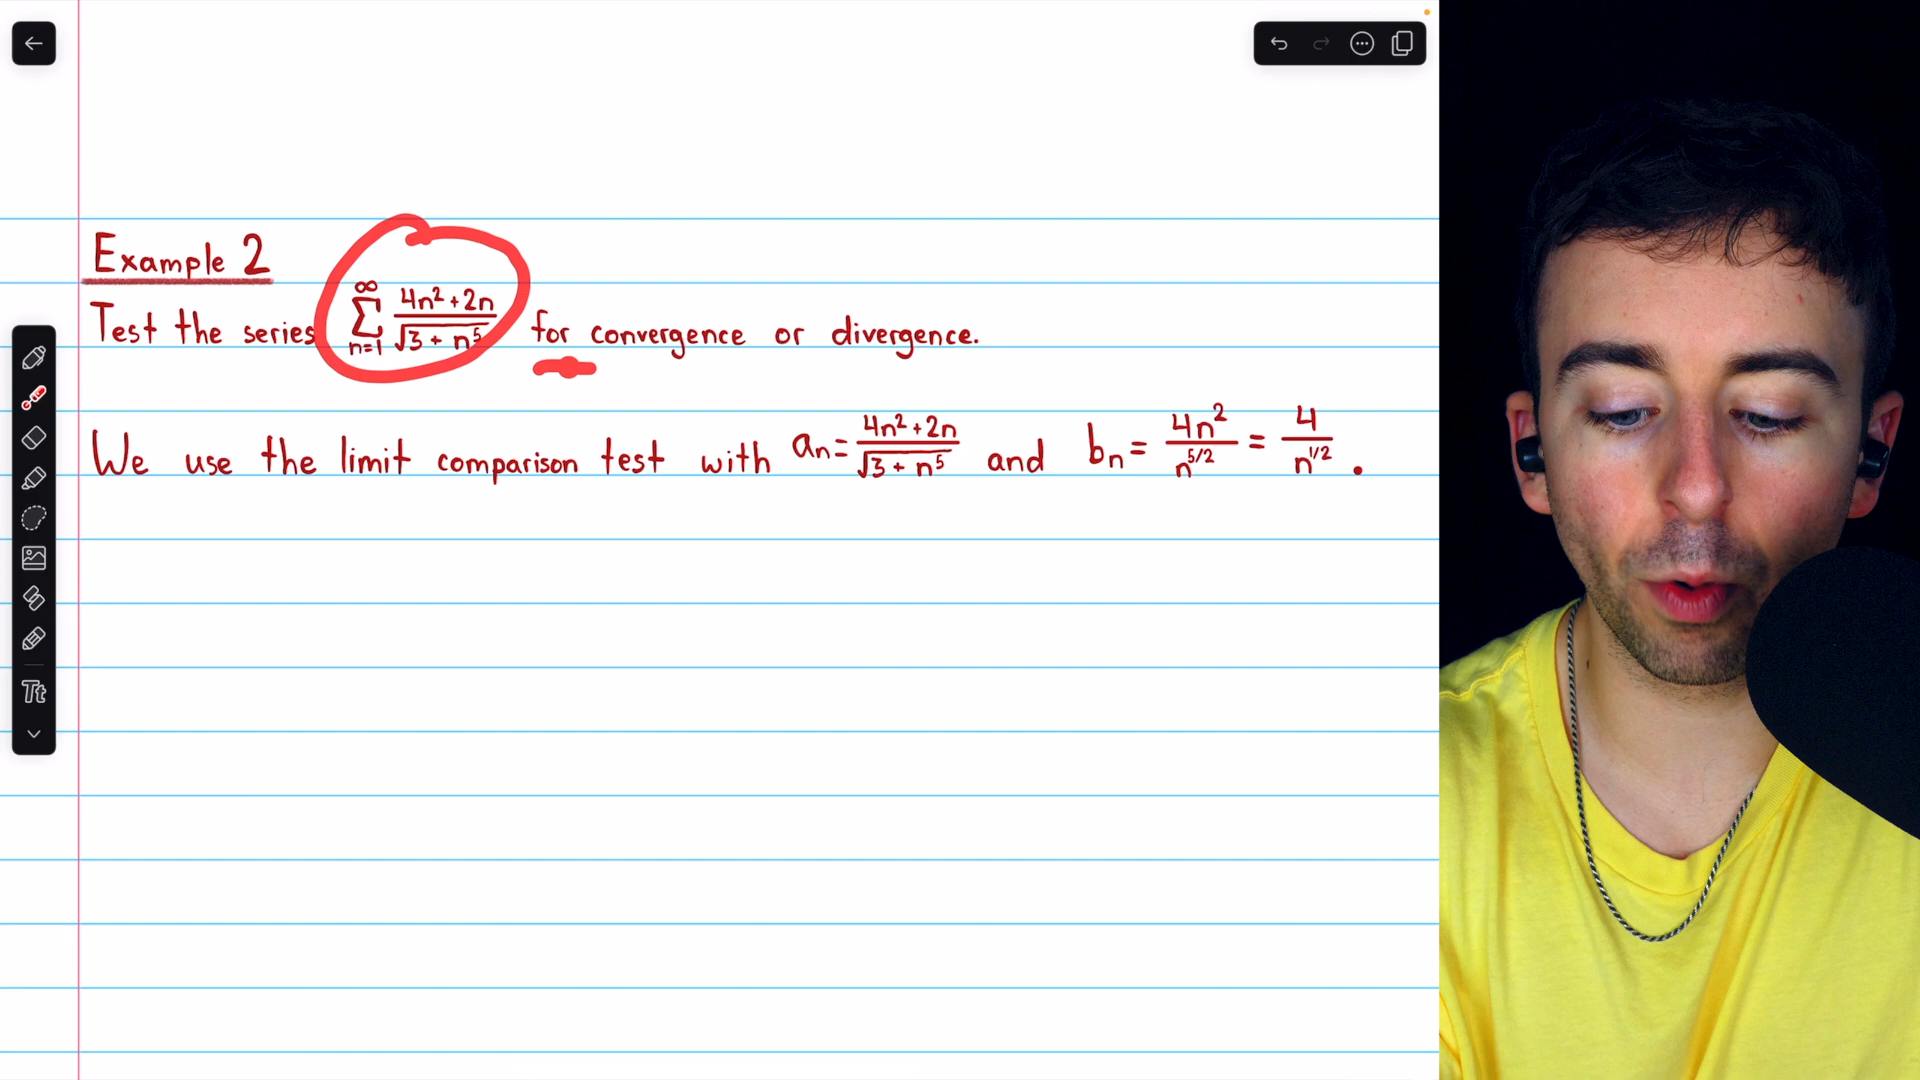 Example 2
Test the series ∑_{n=1}^{∞} (4n²+2n)/√(3+n⁵) for convergence or divergence.
We use the limit comparison test with aₙ = (4n²+2n)/√(3+n⁵) and bₙ = 4n²/n^{5/2} = 4/n^{1/2}.
Tt